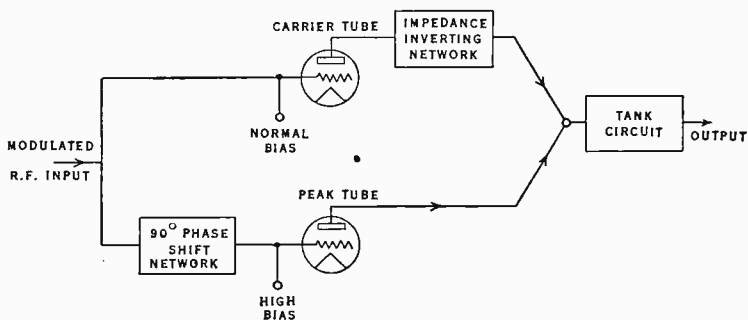 CARRIER TUBE
IMPEDANCE
INVERTING
NETWORK
NORMAL
BIAS
MODULATED
R.F. INPUT
TANK
CIRCUIT
OUTPUT
PEAK TUBE
90° PHASE
SHIFT
NETWORK
HIGH
BIAS